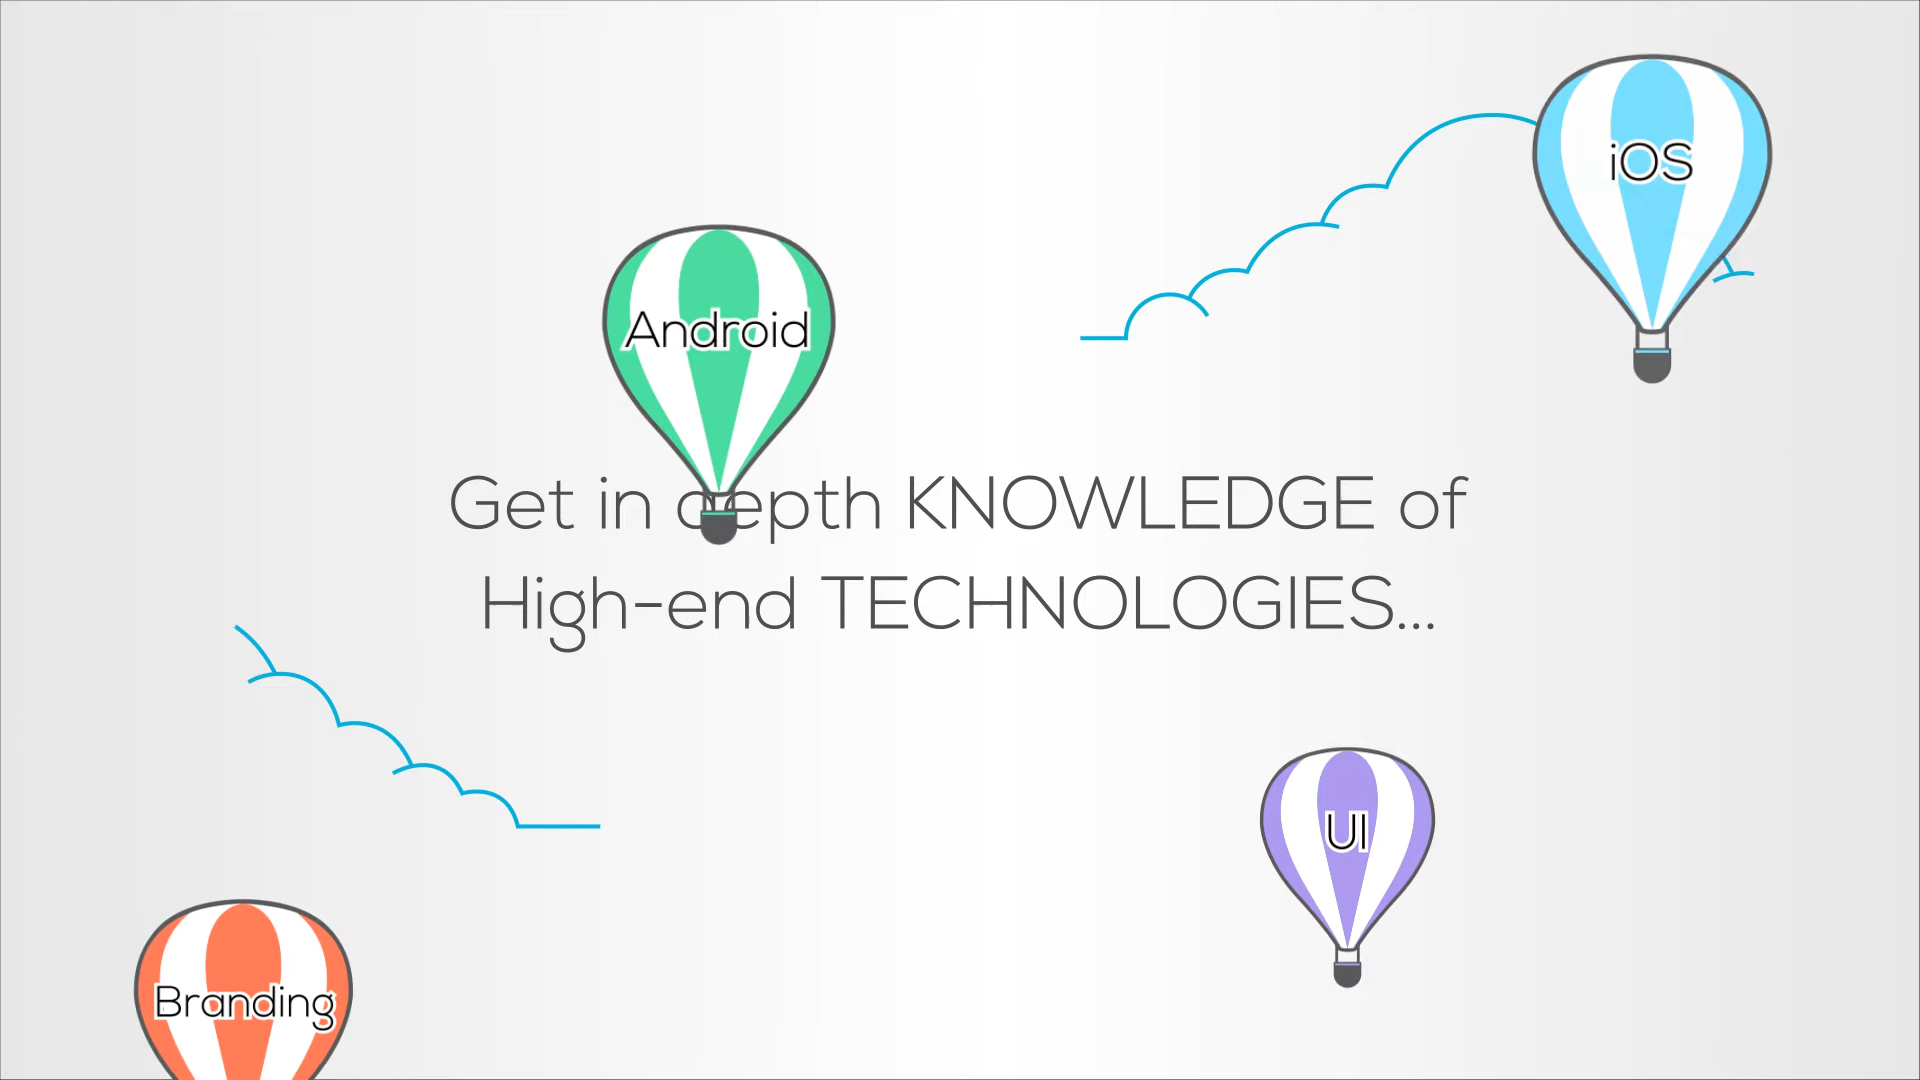 iOS
Android
Get in depth KNOWLEDGE of
High-end TECHNOLOGIES...
UI
Branding